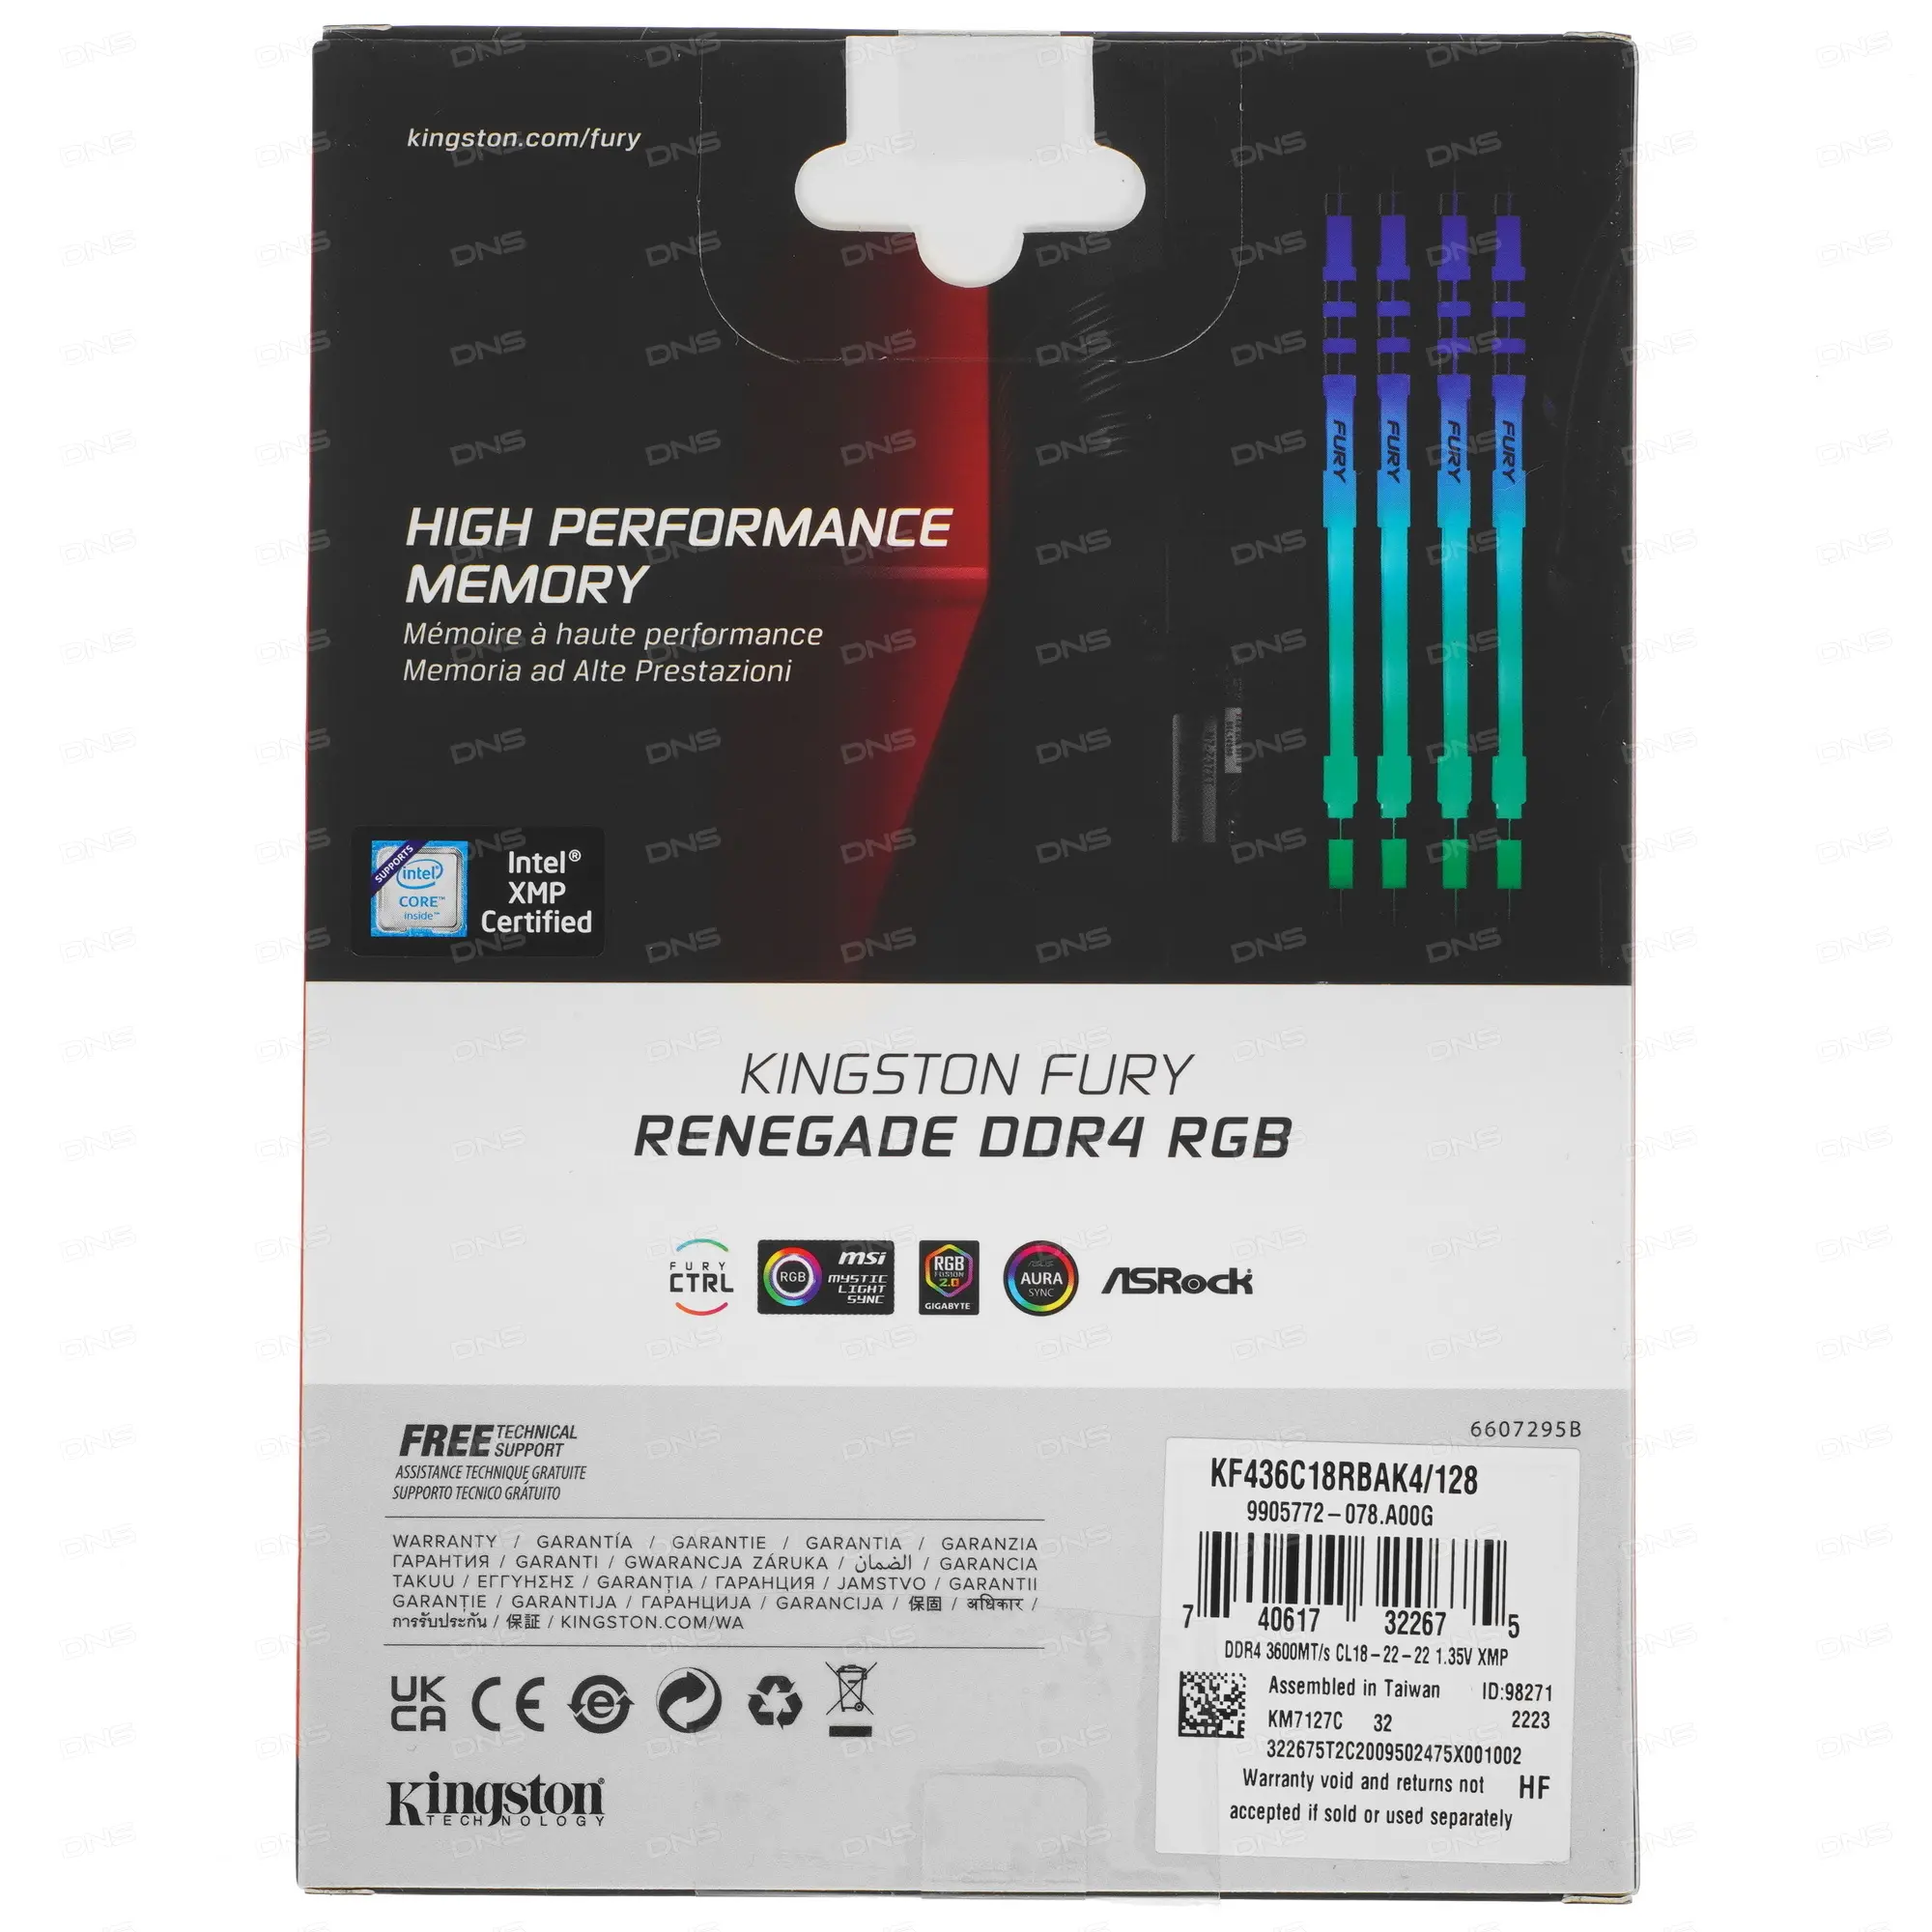 kingston.com/fury
HIGH PERFORMANCE
MEMORY
Mémoire à haute performance
Memoria ad Alte Prestazioni
FURY FURY FURY FURY
SUPPORTS
intel®
CORE™
inside™
Intel®
XMP
Certified
KINGSTON FURY
RENEGADE DDR4 RGB
FURY
CTRL
RGB
msi
MYSTIC
LIGHT
SYNC
RGB
FUSION
2.0
GIGABYTE
ASUS
AURA
SYNC
ASRock
FREE TECHNICAL
SUPPORT
ASSISTANCE TECHNIQUE GRATUITE
SUPPORTO TECNICO GRATUITO
WARRANTY / GARANTÍA / GARANTIE / GARANTIA / GARANZIA
ГАРАНТИЯ / GARANTI / GWARANCJA ZÁRUKA / الضمان / GARANCIA
TAKUU / ΕΓΓΥΗΣΗΣ / GARANȚIA / ГАРАНЦИЯ / JAMSTVO / GARANTII
GARANTIE / GARANTIJA / ГАРАНЦИЈА / GARANCIJA / 保固 / अधिकार /
การรับประกัน / 保証 / KINGSTON.COM/WA
UK
CA CE e
Kingston®
TECHNOLOGY
6607295B
KF436C18RBAK4/128
9905772-078.A00G
7 40617 32267 5
DDR4 3600MT/s CL18-22-22 1.35V XMP
Assembled in Taiwan ID:98271
KM7127C 32 2223
322675T2C2009502475X001002
Warranty void and returns not HF
accepted if sold or used separately
DNS